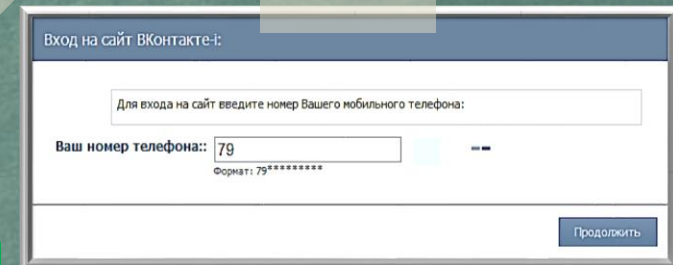 Вход на сайт ВКонтакте-i:
Для входа на сайт введите номер Вашего мобильного телефона:
Ваш номер телефона:: 79
Формат: 79*********
Продолжить